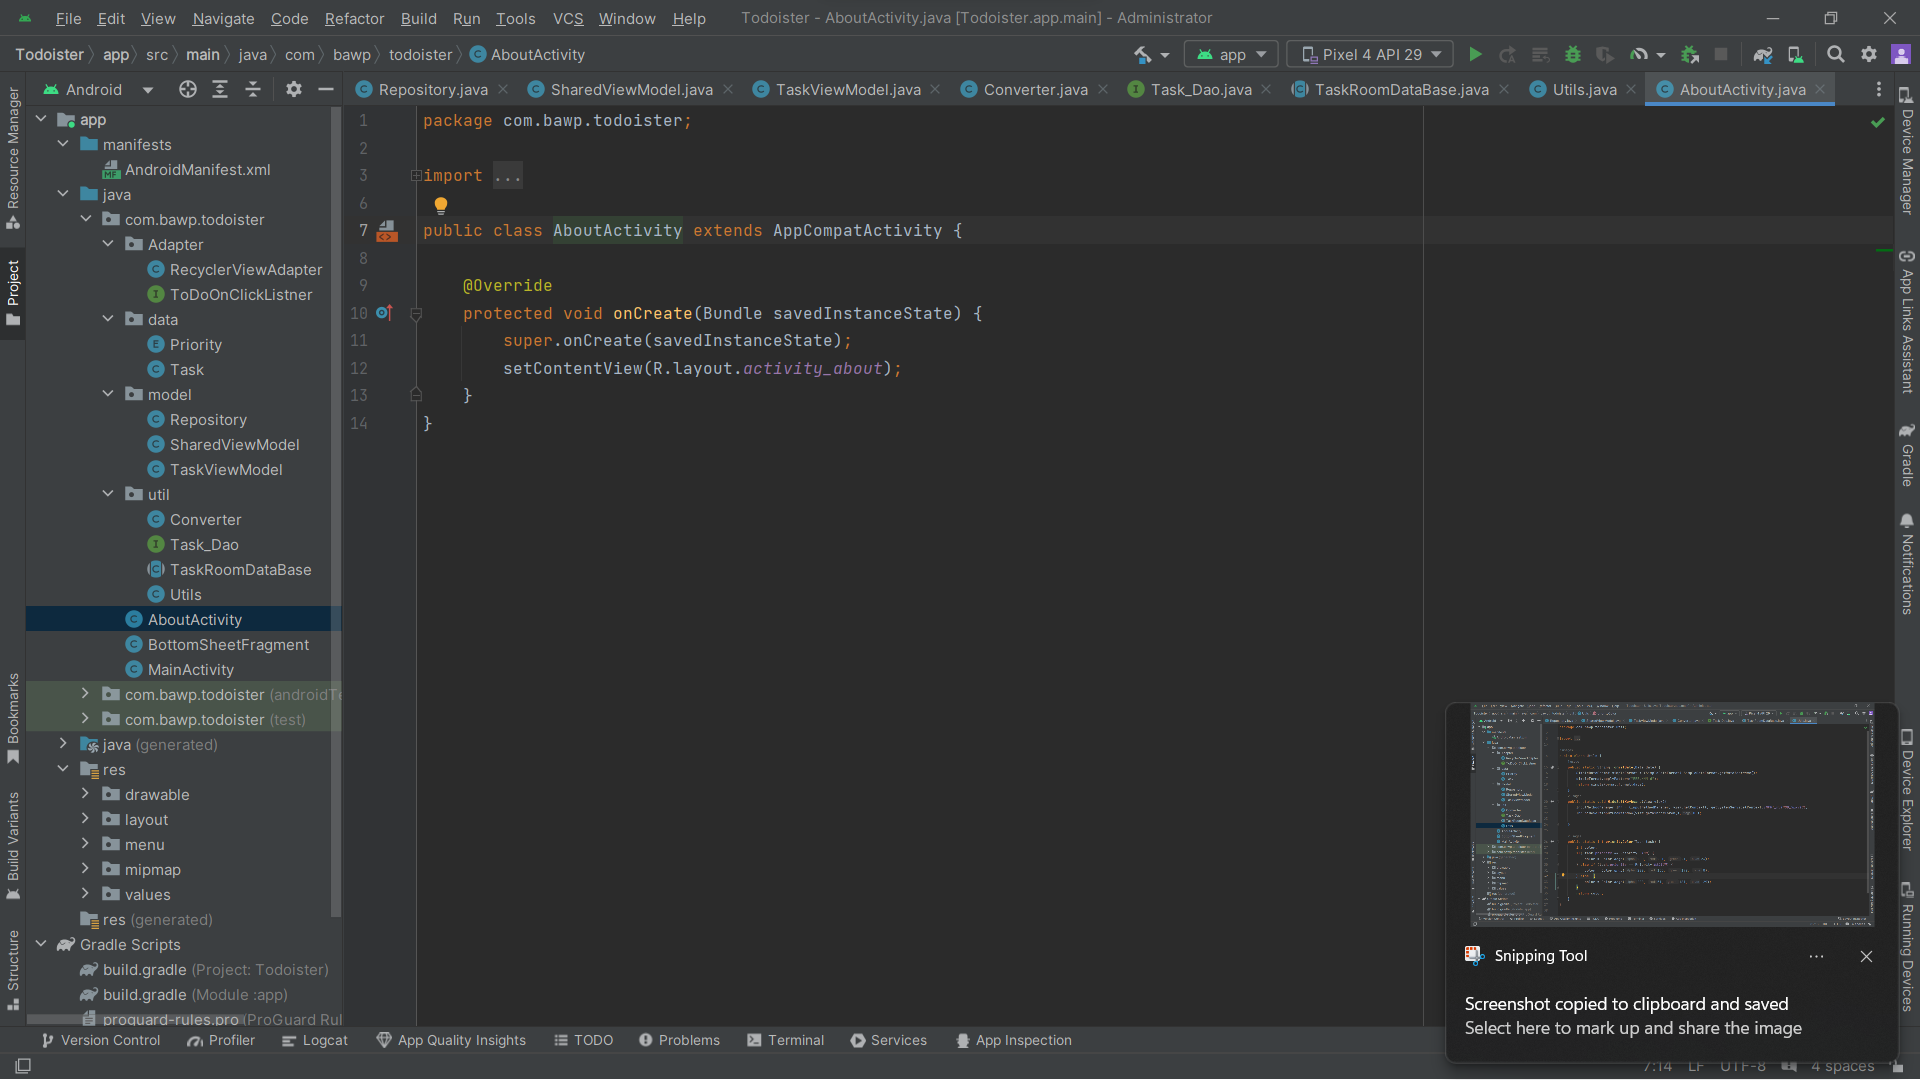 File Edit View Navigate Code Refactor Build Run Tools VCS Window Help Todoister - AboutActivity.java [Todoister.app.main] - Administrator
Todoister app src main java com bawp todoister AboutActivity app Pixel 4 API 29
Android Repository.java SharedViewModel.java TaskViewModel.java Converter.java Task_Dao.java TaskRoomDataBase.java Utils.java AboutActivity.java
Resource Manager
Project
Bookmarks
Build Variants
Structure
app
manifests
AndroidManifest.xml
java
com.bawp.todoister
Adapter
RecyclerViewAdapter
ToDoOnClickListner
data
Priority
Task
model
Repository
SharedViewModel
TaskViewModel
util
Converter
Task_Dao
TaskRoomDataBase
Utils
AboutActivity
BottomSheetFragment
MainActivity
com.bawp.todoister (androidTe
com.bawp.todoister (test)
java (generated)
res
drawable
layout
menu
mipmap
values
res (generated)
Gradle Scripts
build.gradle (Project: Todoister)
build.gradle (Module :app)
proguard-rules.pro (ProGuard Rul
1 package com.bawp.todoister;
2
3 import ...
6
7 public class AboutActivity extends AppCompatActivity {
8
9 @Override
10 protected void onCreate(Bundle savedInstanceState) {
11 super.onCreate(savedInstanceState);
12 setContentView(R.layout.activity_about);
13 }
14 }
Device Manager
App Links Assistant
Gradle
Notifications
Device Explorer
Running Devices
Snipping Tool
Screenshot copied to clipboard and saved
Select here to mark up and share the image
Version Control Profiler Logcat App Quality Insights TODO Problems Terminal Services App Inspection
7:14 LF UTF-8 4 spaces